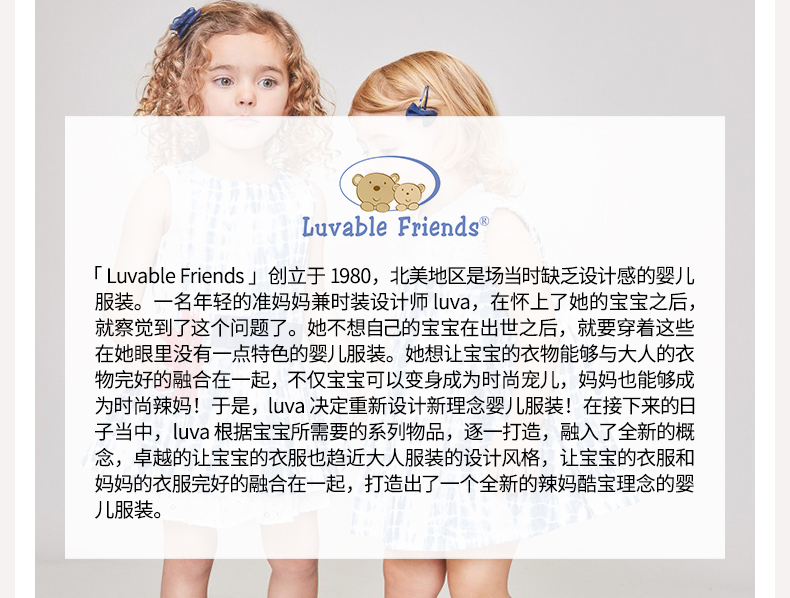 Luvable Friends®
「 Luvable Friends 」创立于 1980，北美地区是场当时缺乏设计感的婴儿
服装。一名年轻的准妈妈兼时装设计师 luva，在怀上了她的宝宝之后，
就察觉到了这个问题了。她不想自己的宝宝在出世之后，就要穿着这些
在她眼里没有一点特色的婴儿服装。她想让宝宝的衣物能够与大人的衣
物完好的融合在一起，不仅宝宝可以变身成为时尚宠儿，妈妈也能够成
为时尚辣妈！于是，luva 决定重新设计新理念婴儿服装！在接下来的日
子当中，luva 根据宝宝所需要的系列物品，逐一打造，融入了全新的概
念，卓越的让宝宝的衣服也趋近大人服装的设计风格，让宝宝的衣服和
妈妈的衣服完好的融合在一起，打造出了一个全新的辣妈酷宝理念的婴
儿服装。